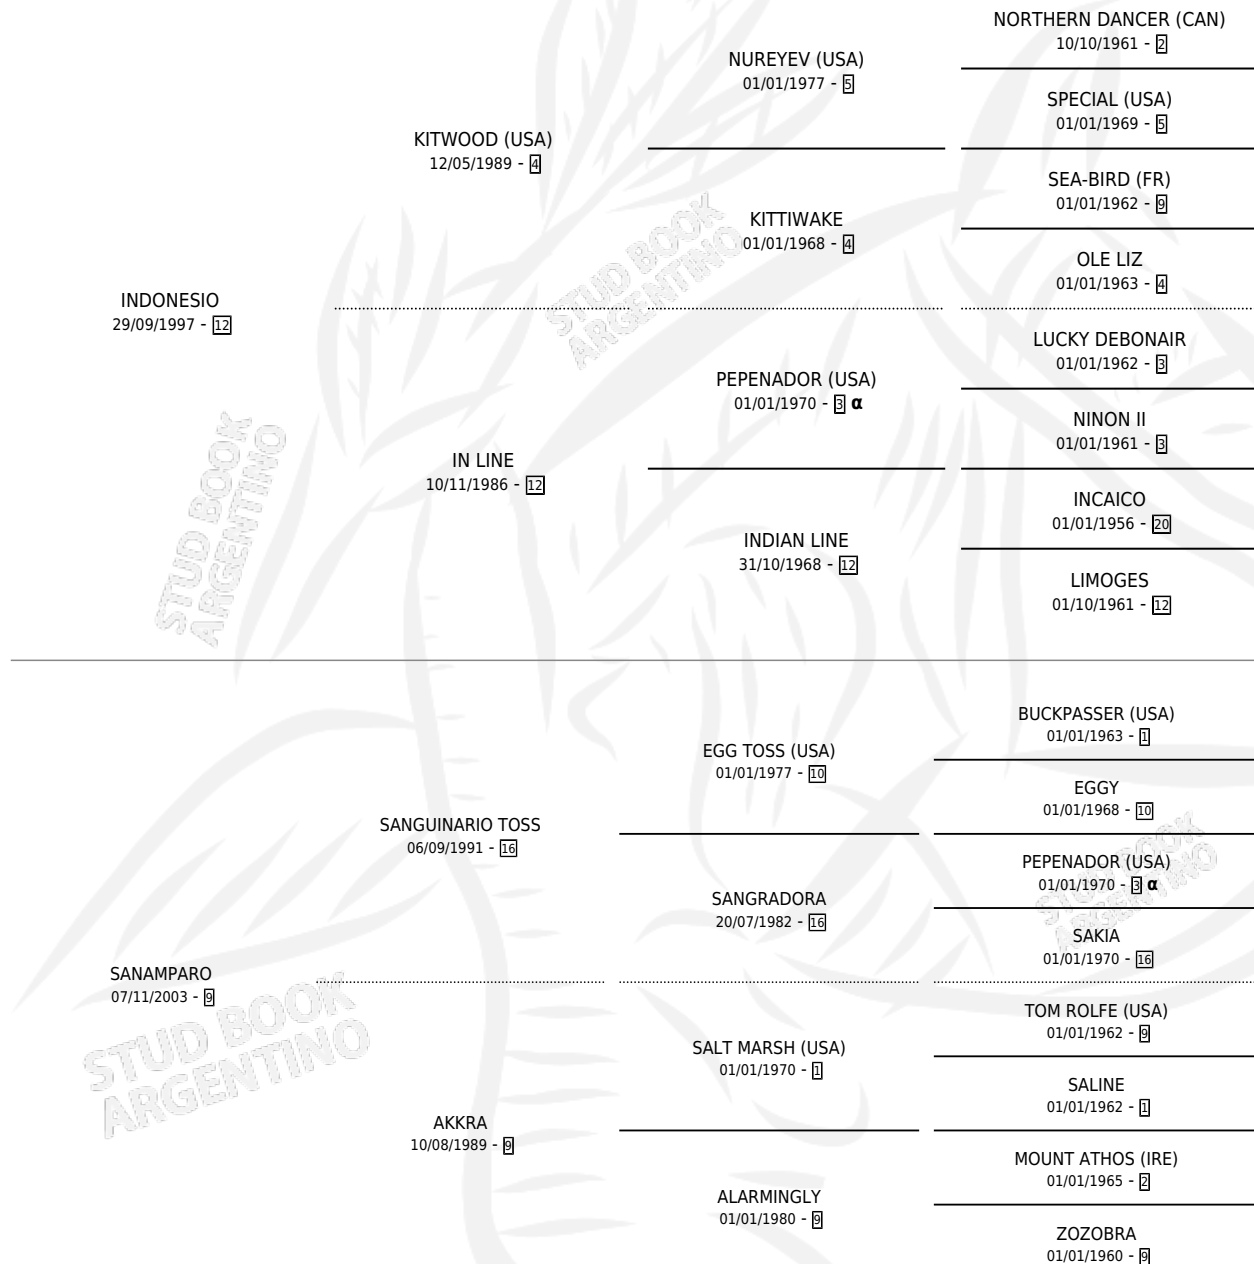 NORTHERN DANCER (CAN)
10/10/1961 - 2
NUREYEV (USA)
01/01/1977 - 5
SPECIAL (USA)
01/01/1969 - 5
KITWOOD (USA)
12/05/1989 - 4
SEA-BIRD (FR)
01/01/1962 - 9
KITTIWAKE
01/01/1968 - 4
OLE LIZ
01/01/1963 - 4
INDONESIO
29/09/1997 - 12
LUCKY DEBONAIR
01/01/1962 - 3
PEPENADOR (USA)
01/01/1970 - 3 α
NINON II
01/01/1961 - 3
IN LINE
10/11/1986 - 12
INCAICO
01/01/1956 - 20
INDIAN LINE
31/10/1968 - 12
LIMOGES
01/10/1961 - 12
STUD BOOK
ARGENTINO
STUD BOOK
ARGENTINO
BUCKPASSER (USA)
01/01/1963 - 1
EGG TOSS (USA)
01/01/1977 - 10
EGGY
01/01/1968 - 10
SANGUINARIO TOSS
06/09/1991 - 16
PEPENADOR (USA)
01/01/1970 - 3 α
SANGRADORA
20/07/1982 - 16
SAKIA
01/01/1970 - 16
SANAMPARO
07/11/2003 - 9
TOM ROLFE (USA)
01/01/1962 - 9
SALT MARSH (USA)
01/01/1970 - 1
SALINE
01/01/1962 - 1
AKKRA
10/08/1989 - 9
MOUNT ATHOS (IRE)
01/01/1965 - 2
ALARMINGLY
01/01/1980 - 9
ZOZOBRA
01/01/1960 - 9
STUD BOOK
ARGENTINO
STUD BOOK
ARGENTINO